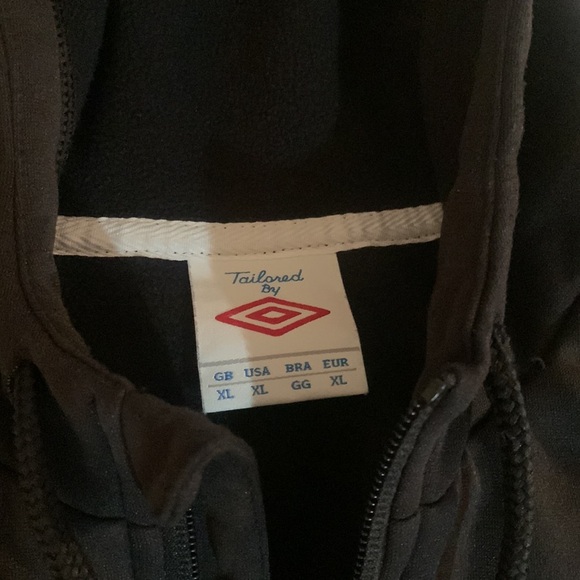 Tailored
By
GB USA BRA EUR
XL XL GG XL